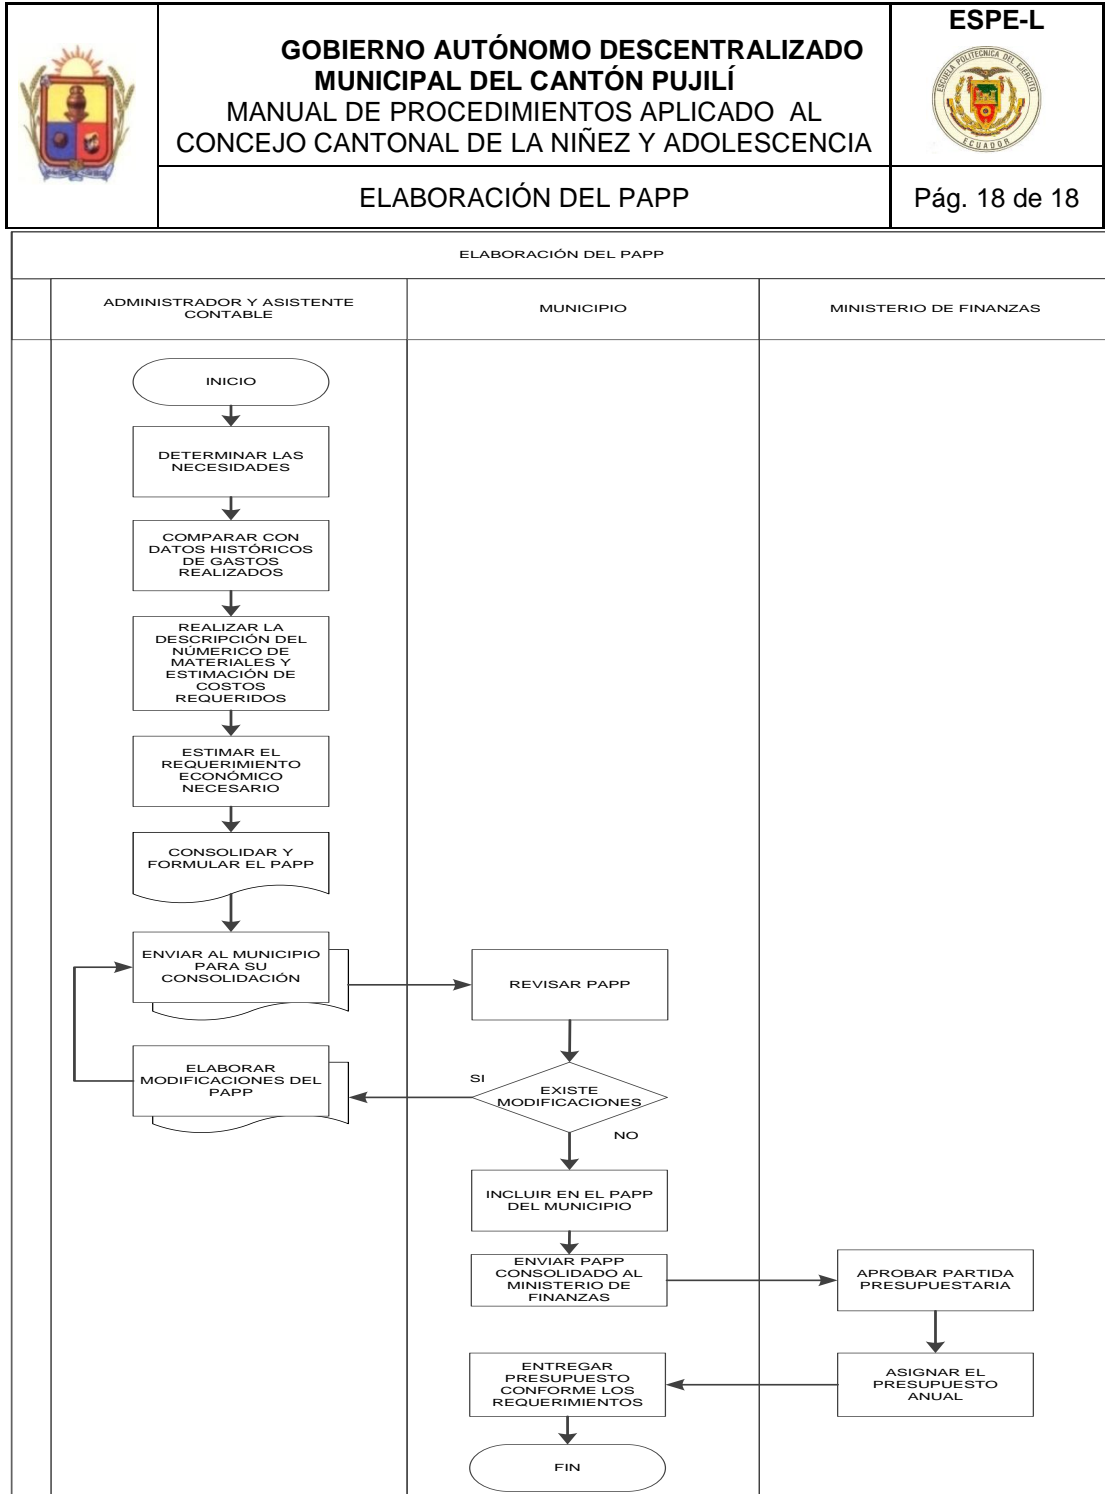 GOBIERNO AUTÓNOMO DESCENTRALIZADO
MUNICIPAL DEL CANTÓN PUJILÍ
MANUAL DE PROCEDIMIENTOS APLICADO AL
CONCEJO CANTONAL DE LA NIÑEZ Y ADOLESCENCIA
ESPE-L
ESCUELA POLITECNICA DEL EJERCITO
ECUADOR
ELABORACIÓN DEL PAPP
Pág. 18 de 18
ELABORACIÓN DEL PAPP
ADMINISTRADOR Y ASISTENTE
CONTABLE
MUNICIPIO
MINISTERIO DE FINANZAS
INICIO
DETERMINAR LAS
NECESIDADES
COMPARAR CON
DATOS HISTÓRICOS
DE GASTOS
REALIZADOS
REALIZAR LA
DESCRIPCIÓN DEL
NÚMERICO DE
MATERIALES Y
ESTIMACIÓN DE
COSTOS
REQUERIDOS
ESTIMAR EL
REQUERIMIENTO
ECONÓMICO
NECESARIO
CONSOLIDAR Y
FORMULAR EL PAPP
ENVIAR AL MUNICIPIO
PARA SU
CONSOLIDACIÓN
REVISAR PAPP
EXISTE
MODIFICACIONES
SI
ELABORAR
MODIFICACIONES DEL
PAPP
NO
INCLUIR EN EL PAPP
DEL MUNICIPIO
ENVIAR PAPP
CONSOLIDADO AL
MINISTERIO DE
FINANZAS
APROBAR PARTIDA
PRESUPUESTARIA
ASIGNAR EL
PRESUPUESTO
ANUAL
ENTREGAR
PRESUPUESTO
CONFORME LOS
REQUERIMIENTOS
FIN